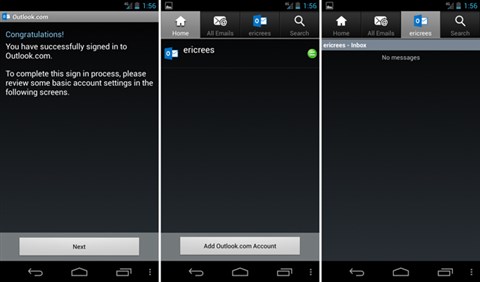 1:56
Outlook.com
Congratulations!
You have successfully signed in to
Outlook.com.
To complete this sign in process, please
review some basic account settings in the
following screens.
Next
1:56
Home
All Emails
ericrees
Search
ericrees
Add Outlook.com Account
1:56
Home
All Emails
ericrees
Search
ericrees - Inbox
No messages